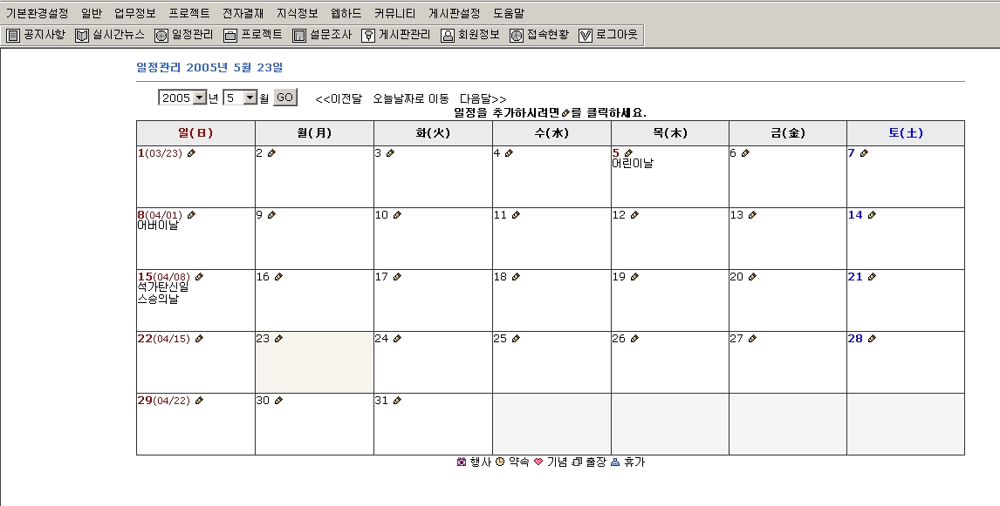 기본환경설정 일반 업무정보 프로젝트 전자결재 지식정보 웹하드 커뮤니티 게시판설정 도움말
공지사항 실시간뉴스 일정관리 프로젝트 설문조사 게시판관리 회원정보 접속현황 로그아웃
일정관리 2005년 5월 23일
2005 년 5 월 GO <<이전달 오늘날짜로 이동 다음달>>
일정을 추가하시려면 를 클릭하세요.
일(日) 월(月) 화(火) 수(水) 목(木) 금(金) 토(土)
1(03/23) 2 3 4 5 6 7
어린이날
8(04/01) 9 10 11 12 13 14
어버이날
15(04/08) 16 17 18 19 20 21
석가탄신일
스승의날
22(04/15) 23 24 25 26 27 28
29(04/22) 30 31
행사 약속 기념 출장 휴가